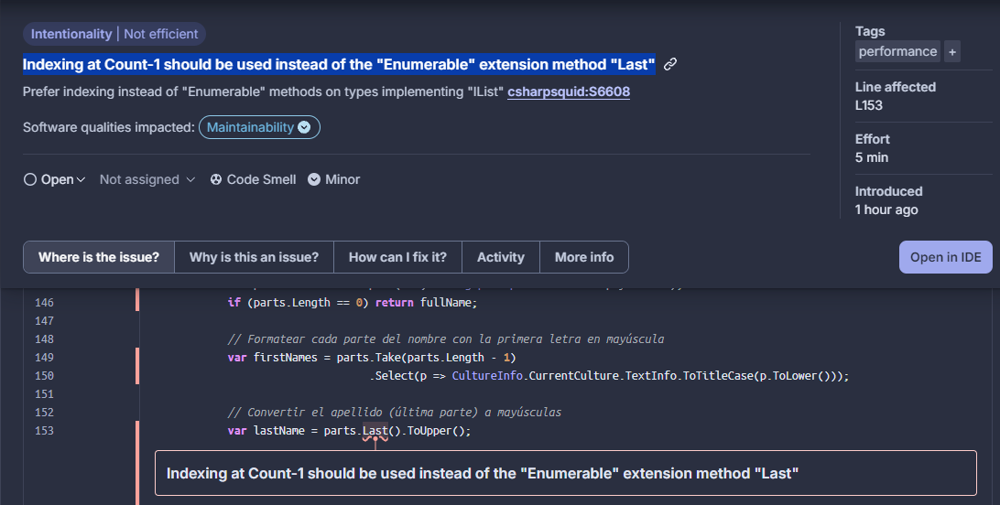 Intentionality | Not efficient
Indexing at Count-1 should be used instead of the "Enumerable" extension method "Last"
Prefer indexing instead of "Enumerable" methods on types implementing "IList" csharpsquid:S6608
Software qualities impacted: Maintainability
Open Not assigned Code Smell Minor
Tags
performance +
Line affected
L153
Effort
5 min
Introduced
1 hour ago
Where is the issue? Why is this an issue? How can I fix it? Activity More info Open in IDE
146 if (parts.Length == 0) return fullName;
147
148 // Formatear cada parte del nombre con la primera letra en mayúscula
149 var firstNames = parts.Take(parts.Length - 1)
150 .Select(p => CultureInfo.CurrentCulture.TextInfo.ToTitleCase(p.ToLower()));
151
152 // Convertir el apellido (última parte) a mayúsculas
153 var lastName = parts.Last().ToUpper();
Indexing at Count-1 should be used instead of the "Enumerable" extension method "Last"